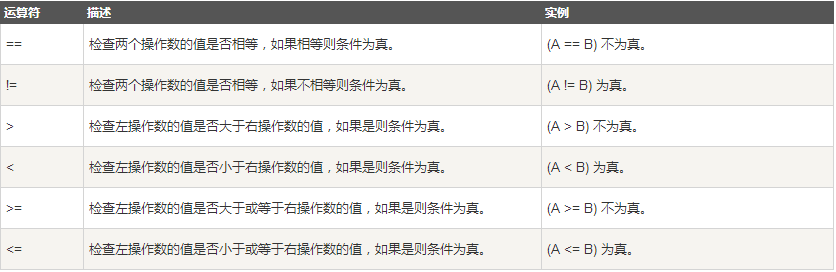 运算符 描述 实例
== 检查两个操作数的值是否相等，如果相等则条件为真。 (A == B) 不为真。
!= 检查两个操作数的值是否相等，如果不相等则条件为真。 (A != B) 为真。
> 检查左操作数的值是否大于右操作数的值，如果是则条件为真。 (A > B) 不为真。
< 检查左操作数的值是否小于右操作数的值，如果是则条件为真。 (A < B) 为真。
>= 检查左操作数的值是否大于或等于右操作数的值，如果是则条件为真。 (A >= B) 不为真。
<= 检查左操作数的值是否小于或等于右操作数的值，如果是则条件为真。 (A <= B) 为真。